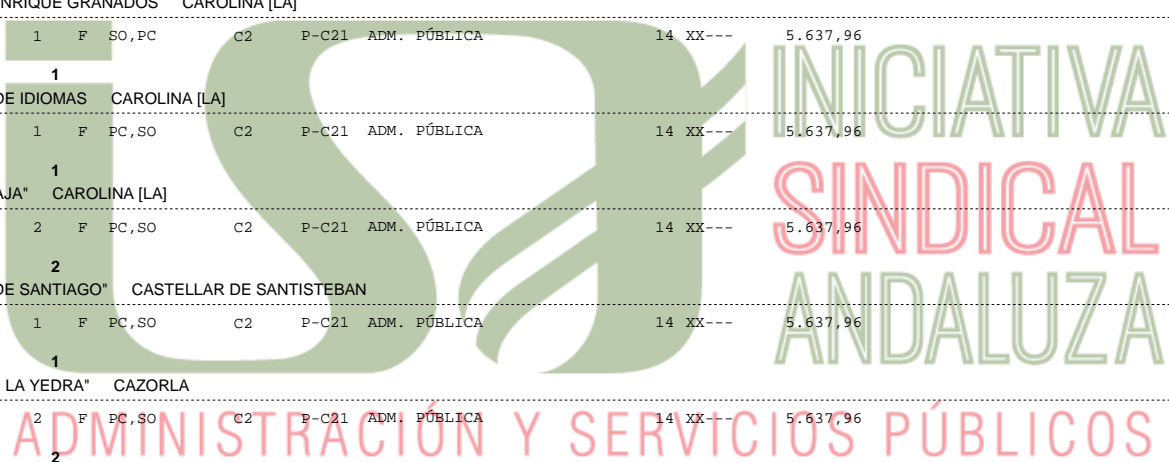 ENRIQUE GRANADOS CAROLINA [LA]
1 F SO,PC C2 P-C21 ADM. PÚBLICA 14 XX--- 5.637,96
1
DE IDIOMAS CAROLINA [LA]
1 F PC,SO C2 P-C21 ADM. PÚBLICA 14 XX--- 5.637,96
1
AJA" CAROLINA [LA]
2 F PC,SO C2 P-C21 ADM. PÚBLICA 14 XX--- 5.637,96
2
DE SANTIAGO" CASTELLAR DE SANTISTEBAN
1 F PC,SO C2 P-C21 ADM. PÚBLICA 14 XX--- 5.637,96
1
LA YEDRA" CAZORLA
2 F PC,SO C2 P-C21 ADM. PÚBLICA 14 XX--- 5.637,96
2
isa
INICIATIVA
SINDICAL
ANDALUZA
ADMINISTRACIÓN Y SERVICIOS PÚBLICOS